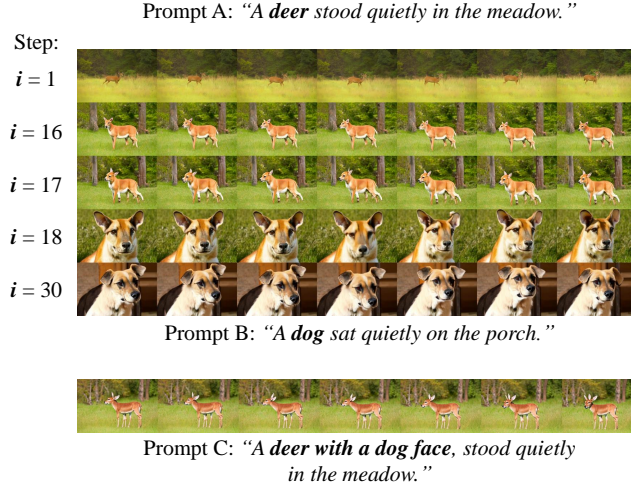 Prompt A: “A deer stood quietly in the meadow.”
Step:
i = 1
i = 16
i = 17
i = 18
i = 30
Prompt B: “A dog sat quietly on the porch.”
Prompt C: “A deer with a dog face, stood quietly
in the meadow.”